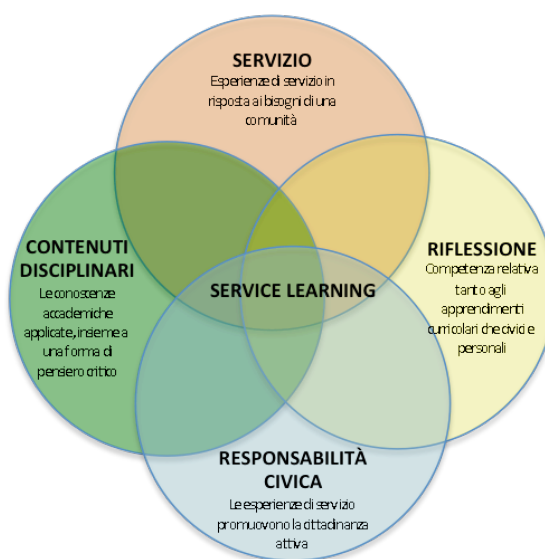 SERVIZIO
Esperienze di servizio in
risposta ai bisogni di una
comunità
CONTENUTI
DISCIPLINARI
Le conoscenze
accademiche
applicate, insieme a
una forma di
pensiero critico
SERVICE LEARNING
RIFLESSIONE
Competenza relativa
tanto agli
apprendimenti
curricolari che civici e
personali
RESPONSABILITÀ
CIVICA
Le esperienze di servizio
promuovono la cittadinanza
attiva